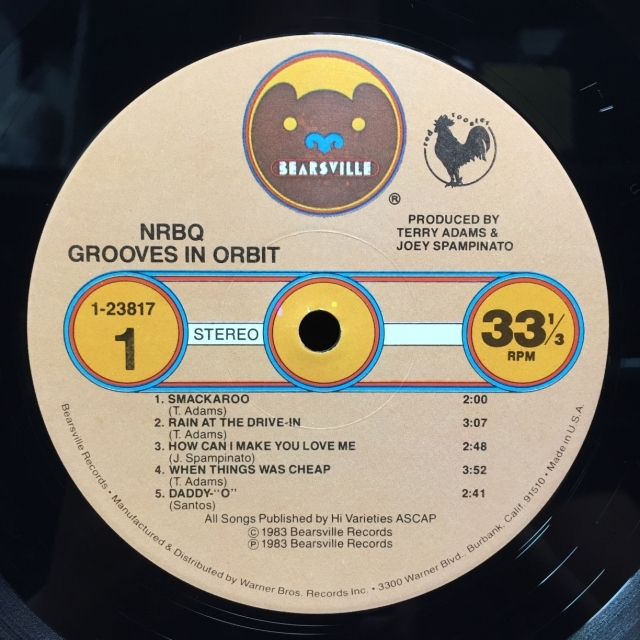 BEARSVILLE
®
red rooster
NRBQ
GROOVES IN ORBIT
PRODUCED BY
TERRY ADAMS &
JOEY SPAMPINATO
1-23817
1
STEREO
33⅓
RPM
1. SMACKAROO 2:00
(T. Adams)
2. RAIN AT THE DRIVE-IN 3:07
(T. Adams)
3. HOW CAN I MAKE YOU LOVE ME 2:48
(J. Spampinato)
4. WHEN THINGS WAS CHEAP 3:52
(T. Adams)
5. DADDY-"O" 2:41
(Santos)
All Songs Published by Hi Varieties ASCAP
© 1983 Bearsville Records
℗ 1983 Bearsville Records
Bearsville Records • Manufactured & Distributed by Warner Bros. Records Inc. • 3300 Warner Blvd., Burbank, Calif. 91510 • Made in U.S.A.